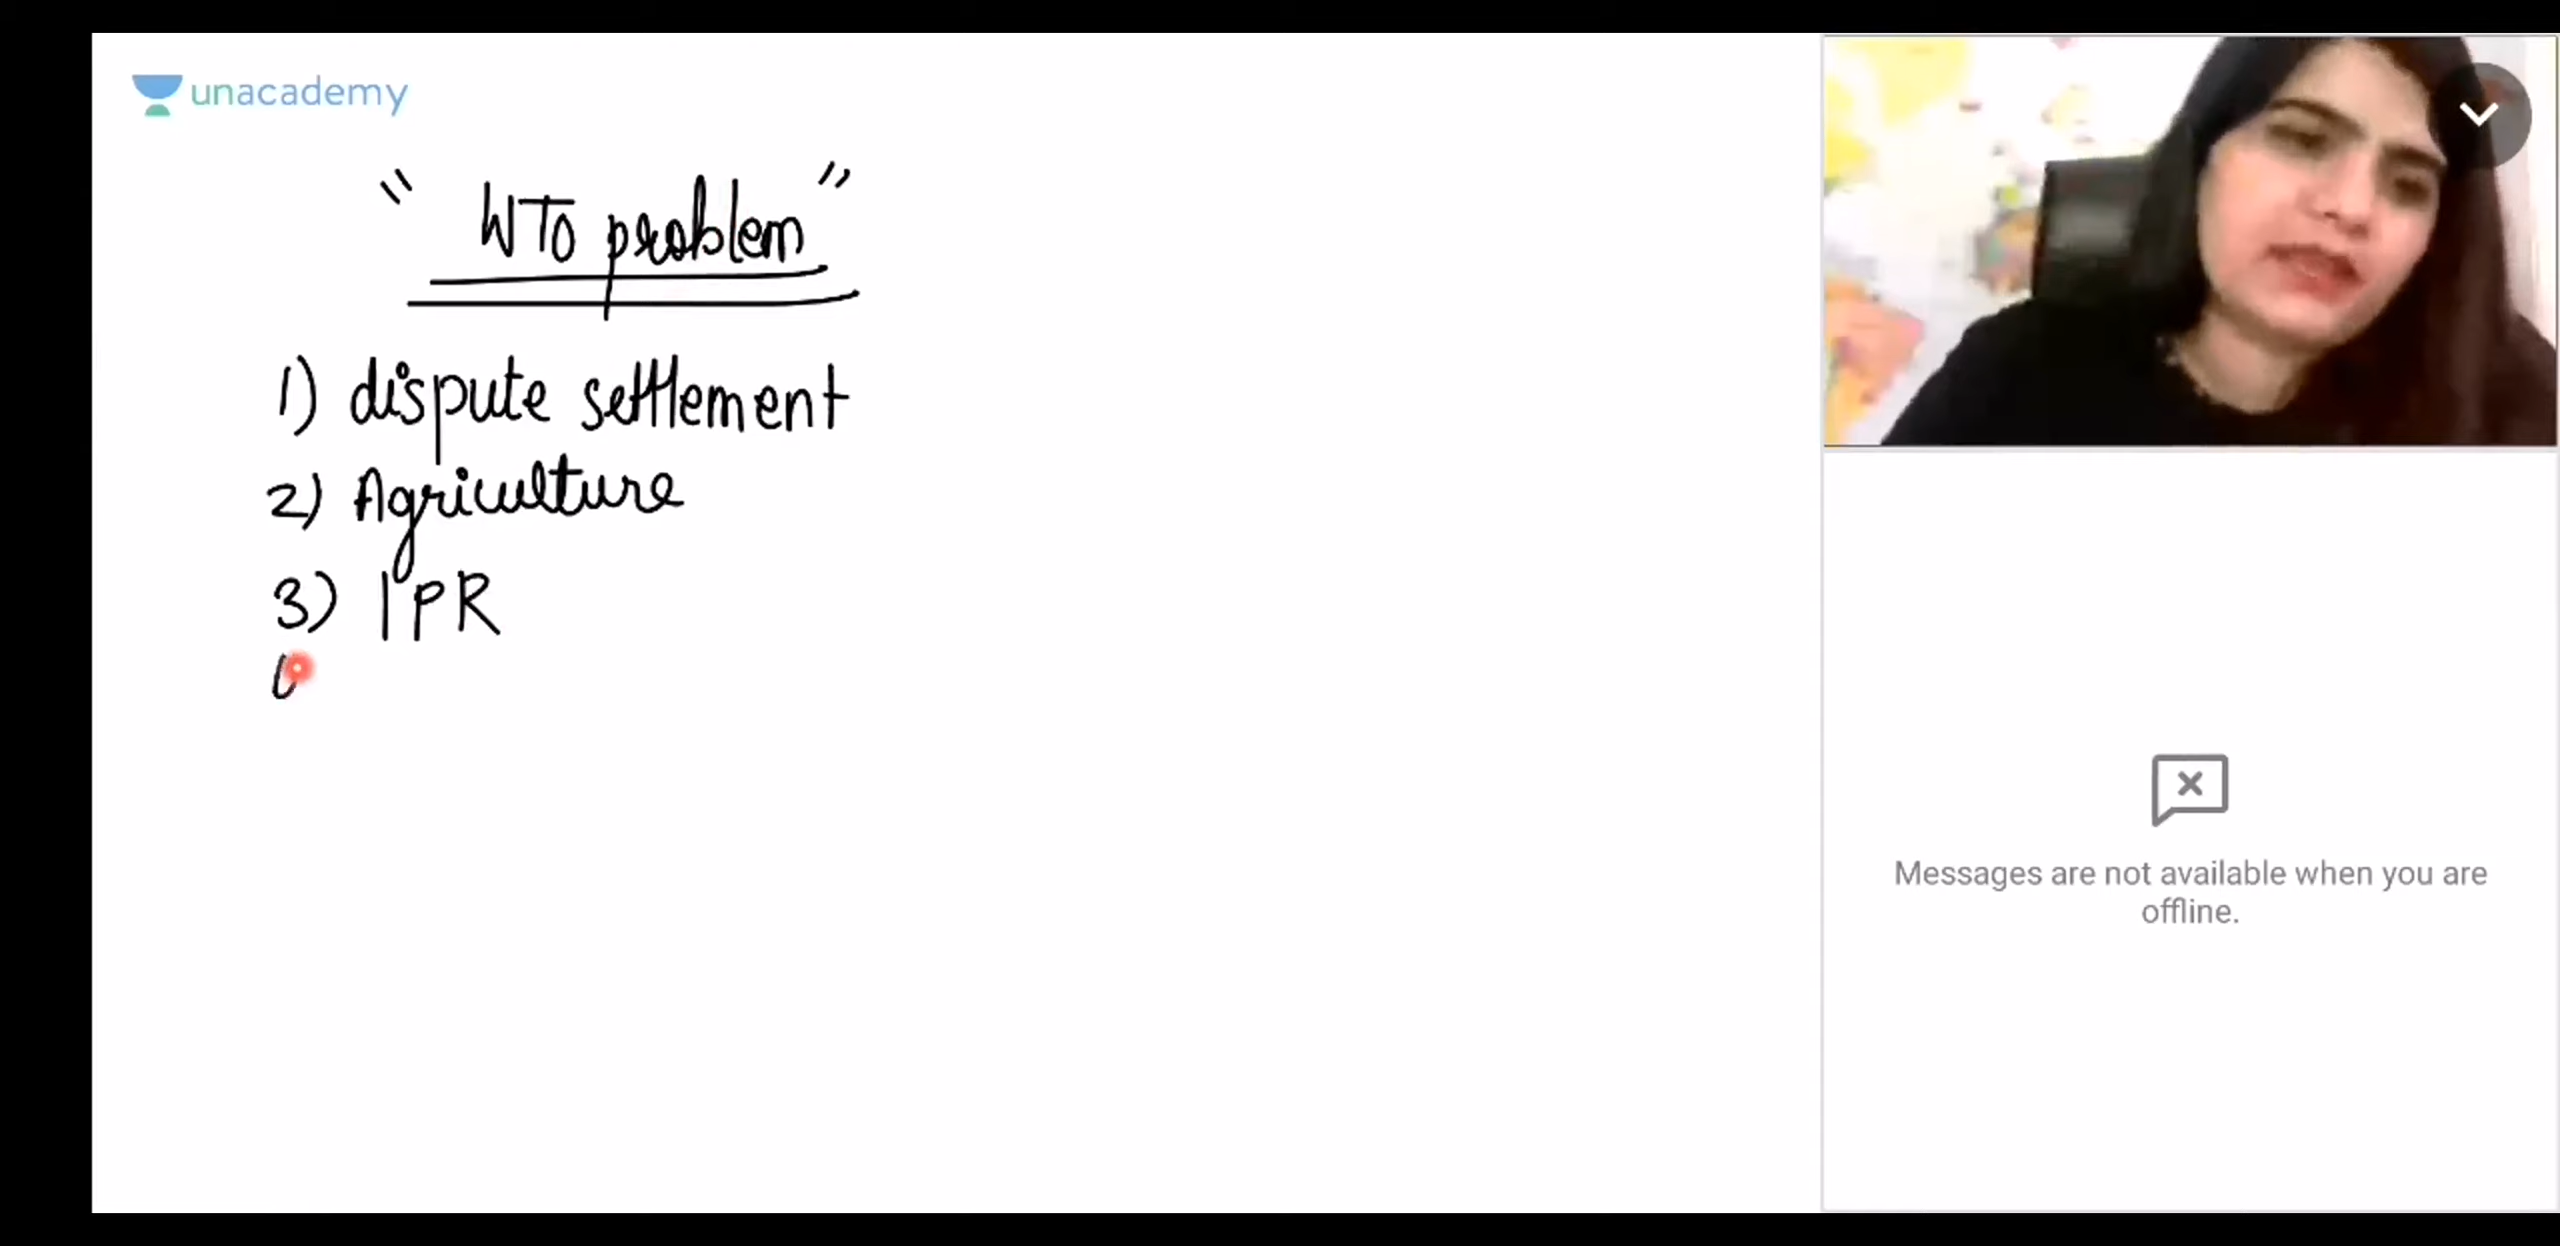 unacademy
" WTO problem "
1) dispute settlement
2) Agriculture
3) IPR
Messages are not available when you are
offline.